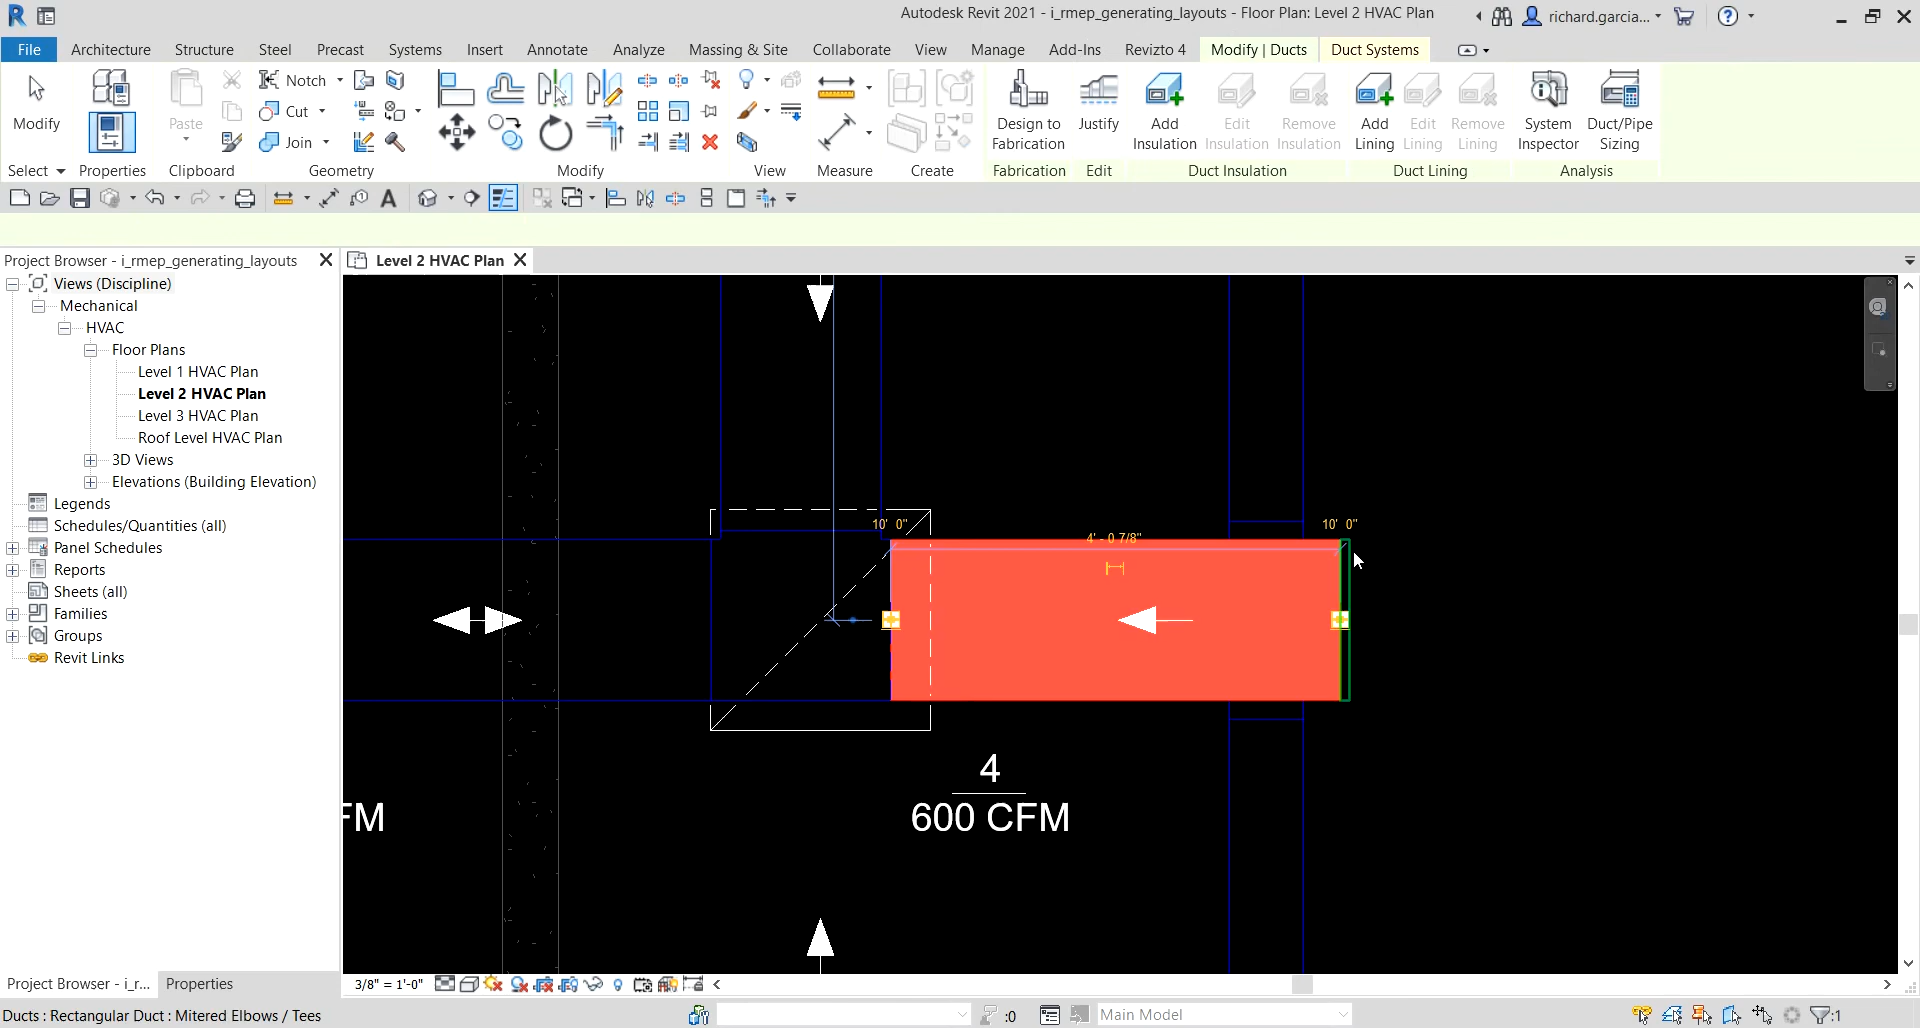 Autodesk Revit 2021 - i_rmep_generating_layouts - Floor Plan: Level 2 HVAC Plan
richard.garcia...
File Architecture Structure Steel Precast Systems Insert Annotate Analyze Massing & Site Collaborate View Manage Add-Ins Revizto 4 Modify | Ducts Duct Systems
Modify Paste Notch Cut Join
Design to Fabrication Justify Add Insulation Edit Insulation Remove Insulation Add Lining Edit Lining Remove Lining System Inspector Duct/Pipe Sizing
Select Properties Clipboard Geometry Modify View Measure Create Fabrication Edit Duct Insulation Duct Lining Analysis
Project Browser - i_rmep_generating_layouts
Level 2 HVAC Plan
Views (Discipline)
Mechanical
HVAC
Floor Plans
Level 1 HVAC Plan
Level 2 HVAC Plan
Level 3 HVAC Plan
Roof Level HVAC Plan
3D Views
Elevations (Building Elevation)
Legends
Schedules/Quantities (all)
Panel Schedules
Reports
Sheets (all)
Families
Groups
Revit Links
10' 0"
4' - 0 7/8"
10' 0"
4
600 CFM
FM
Project Browser - i_r...
Properties
3/8" = 1'-0"
Ducts : Rectangular Duct : Mitered Elbows / Tees
:0
Main Model
:1